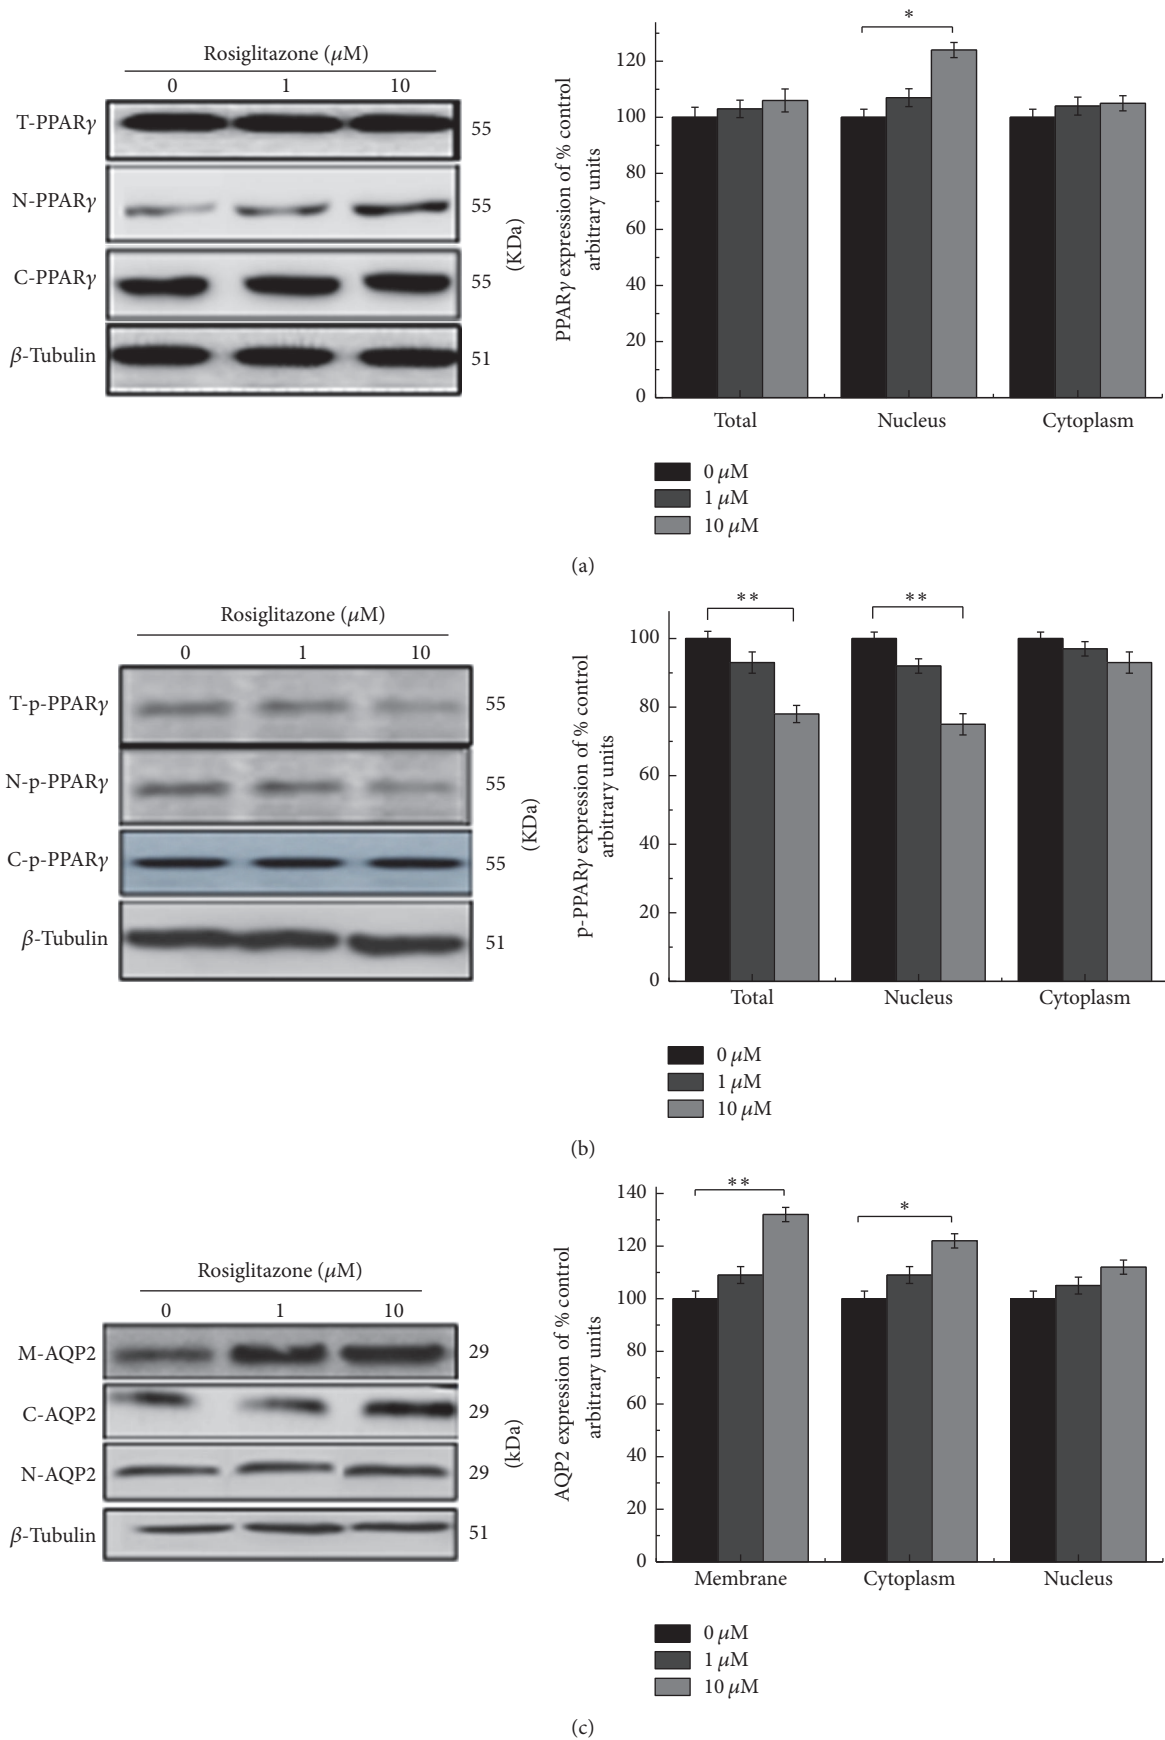 Rosiglitazone (μM)
0 1 10
T-PPARγ 55
N-PPARγ 55
C-PPARγ 55
β-Tubulin 51
(KDa)
PPARγ expression of % control
arbitrary units
120
100
80
60
40
20
0
*
Total Nucleus Cytoplasm
0 μM
1 μM
10 μM
(a)
Rosiglitazone (μM)
0 1 10
T-p-PPARγ 55
N-p-PPARγ 55
C-p-PPARγ 55
β-Tubulin 51
(KDa)
p-PPARγ expression of % control
arbitrary units
100
80
60
40
20
0
** **
Total Nucleus Cytoplasm
0 μM
1 μM
10 μM
(b)
Rosiglitazone (μM)
0 1 10
M-AQP2 29
C-AQP2 29
N-AQP2 29
β-Tubulin 51
(kDa)
AQP2 expression of % control
arbitrary units
140
120
100
80
60
40
20
0
** *
Membrane Cytoplasm Nucleus
0 μM
1 μM
10 μM
(c)